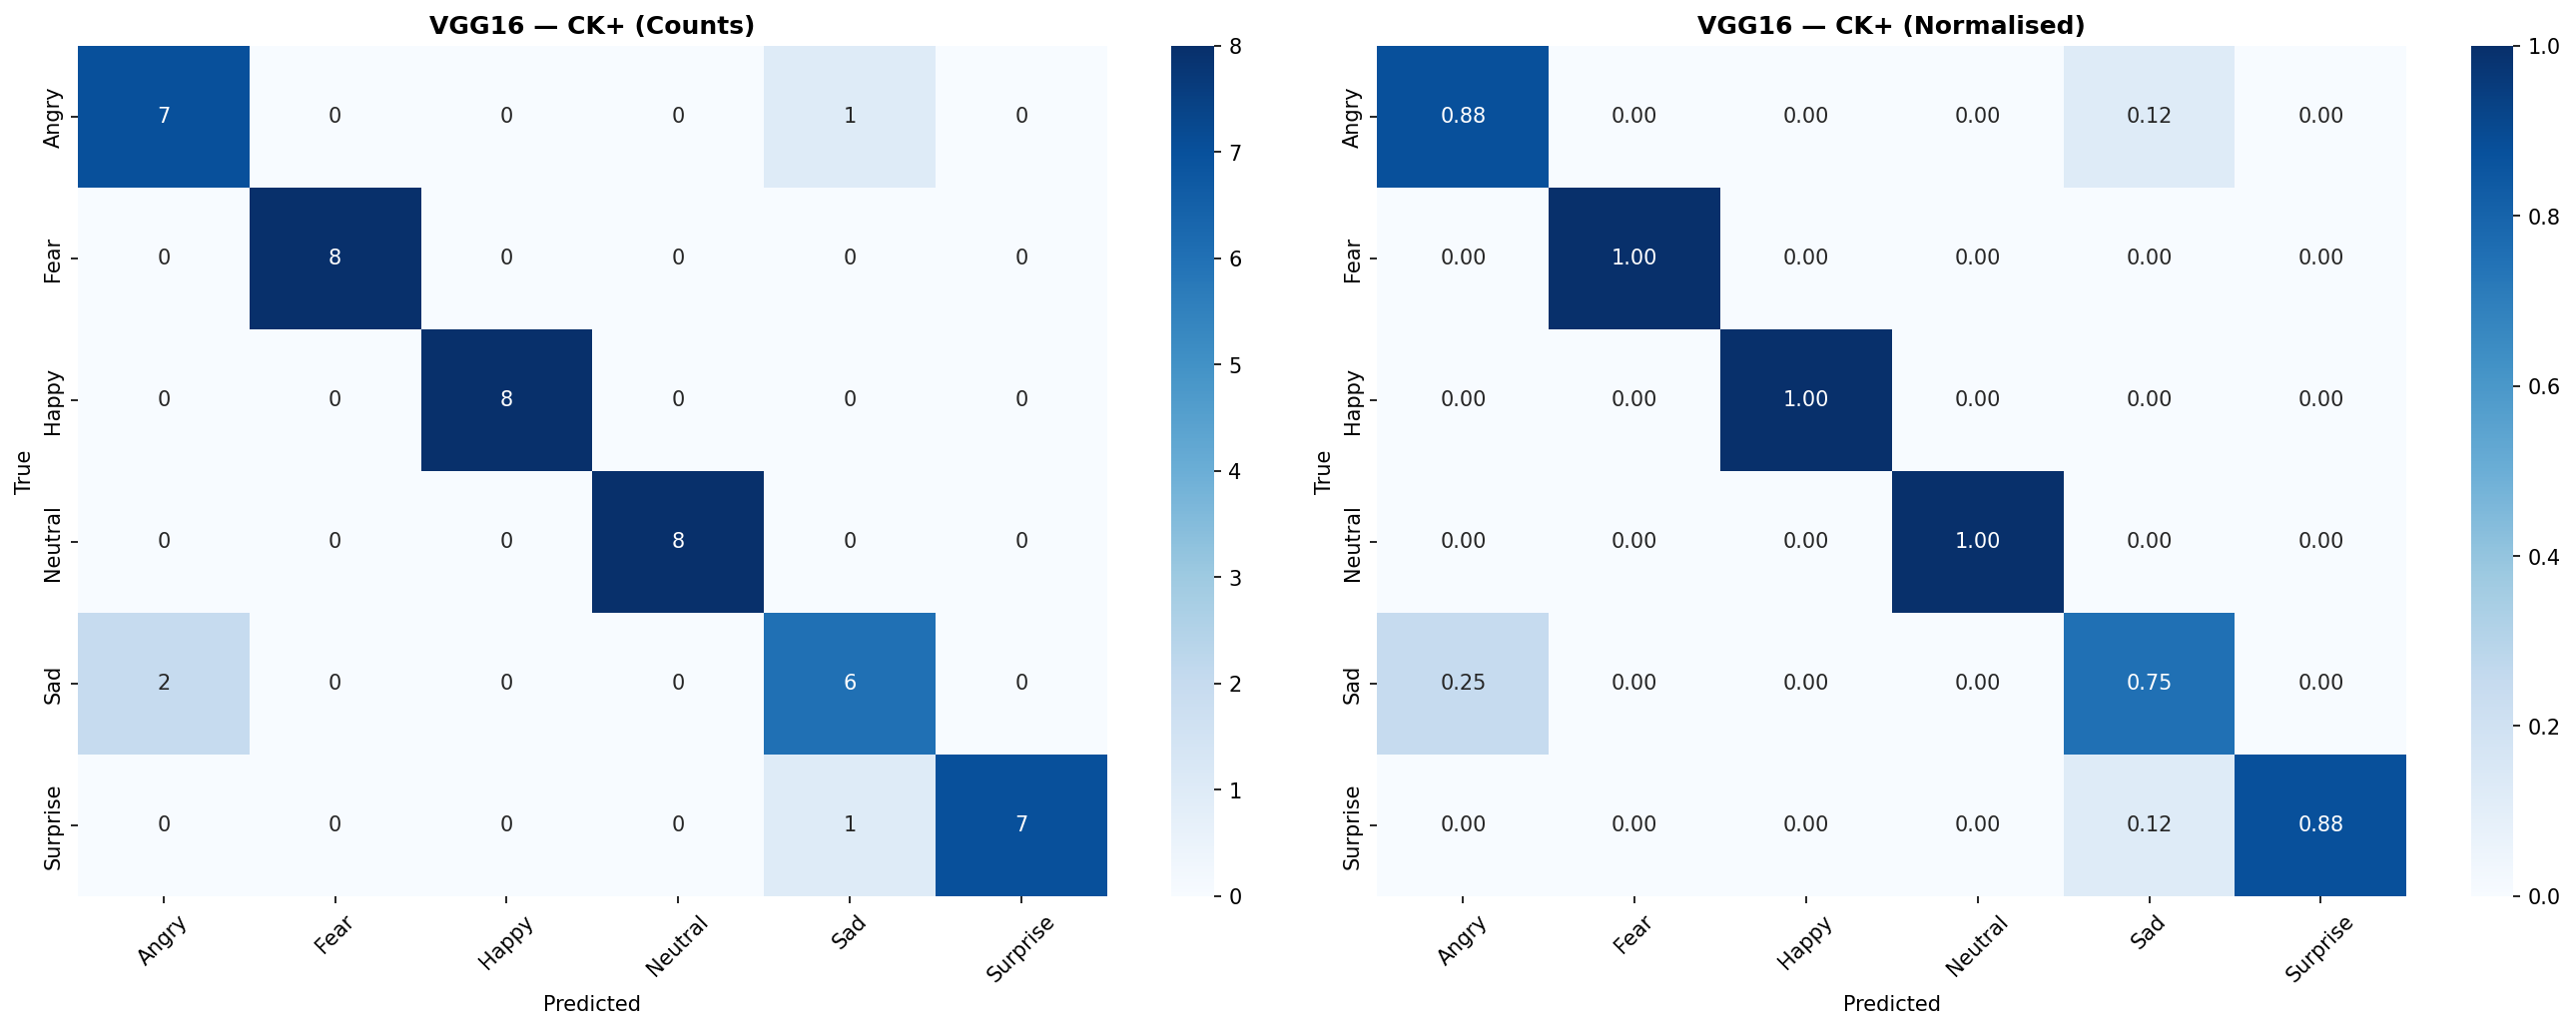 VGG16 — CK+ (Counts)
True
Angry 7 0 0 0 1 0
Fear 0 8 0 0 0 0
Happy 0 0 8 0 0 0
Neutral 0 0 0 8 0 0
Sad 2 0 0 0 6 0
Surprise 0 0 0 0 1 7
Angry Fear Happy Neutral Sad Surprise
Predicted
8
7
6
5
4
3
2
1
0
VGG16 — CK+ (Normalised)
True
Angry 0.88 0.00 0.00 0.00 0.12 0.00
Fear 0.00 1.00 0.00 0.00 0.00 0.00
Happy 0.00 0.00 1.00 0.00 0.00 0.00
Neutral 0.00 0.00 0.00 1.00 0.00 0.00
Sad 0.25 0.00 0.00 0.00 0.75 0.00
Surprise 0.00 0.00 0.00 0.00 0.12 0.88
Angry Fear Happy Neutral Sad Surprise
Predicted
1.0
0.8
0.6
0.4
0.2
0.0